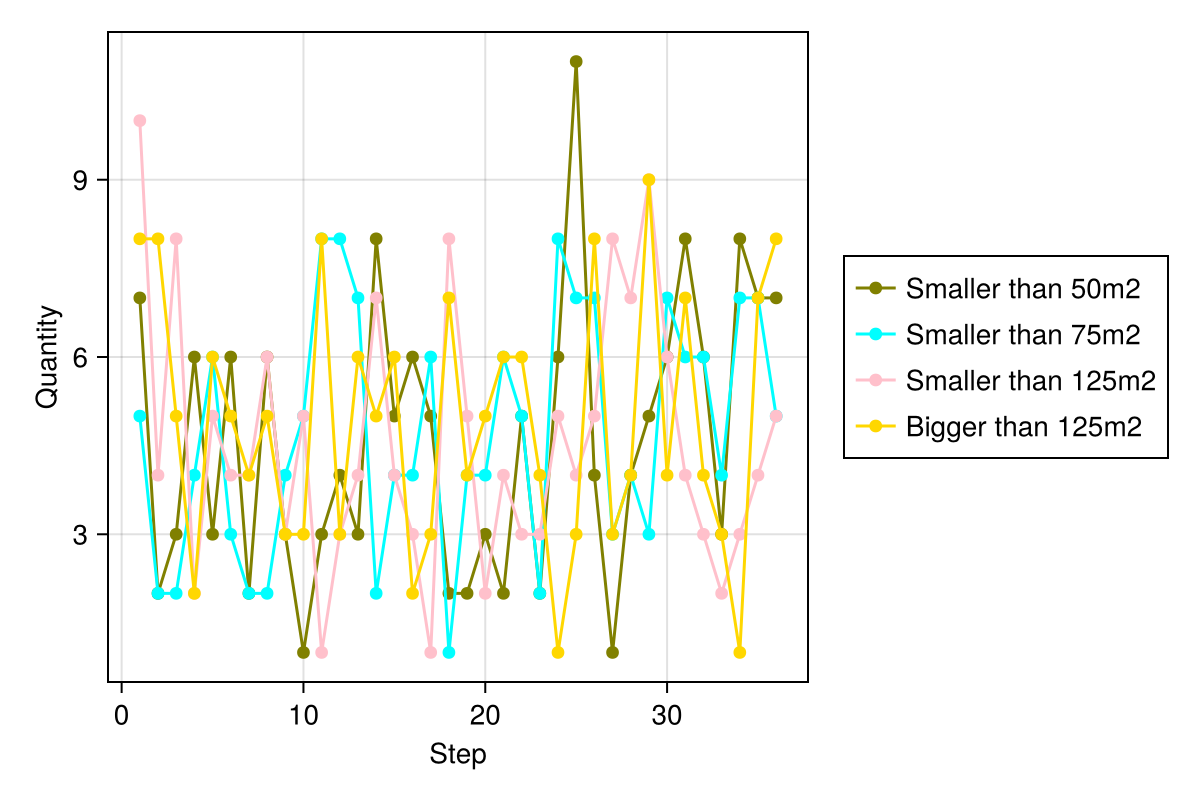 9
6
3
Quantity
0 10 20 30
Step
Smaller than 50m2
Smaller than 75m2
Smaller than 125m2
Bigger than 125m2